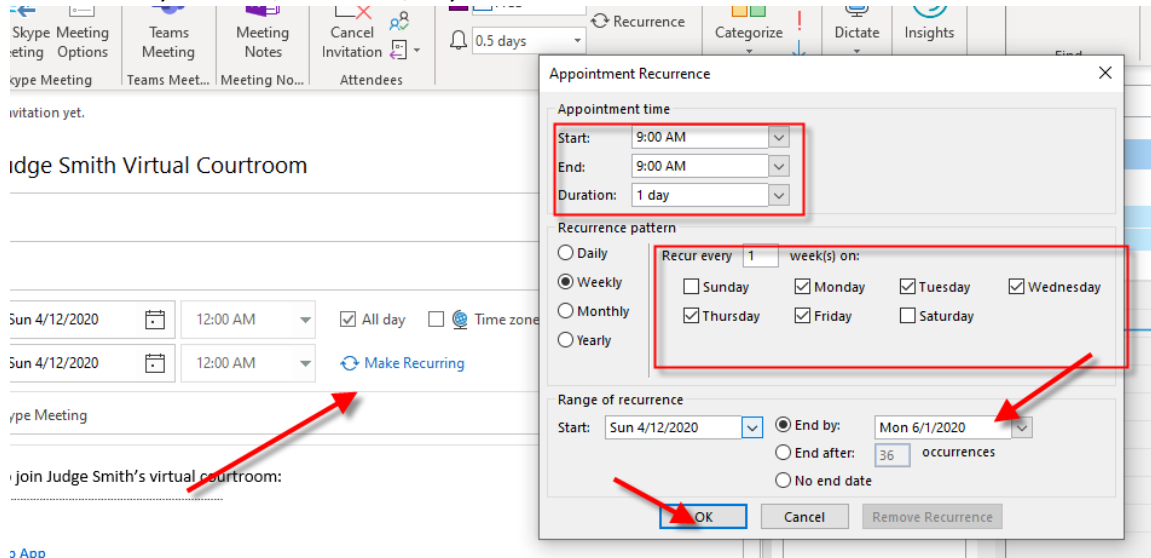 Skype Meeting
eeting Options
Teams
Meeting
Meeting
Notes
Cancel
Invitation
0.5 days
Recurrence
Categorize
Dictate
Insights
kype Meeting
Teams Meet...
Meeting No...
Attendees
nvitation yet.
udge Smith Virtual Courtroom
Sun 4/12/2020
12:00 AM
All day
Time zone
Sun 4/12/2020
12:00 AM
Make Recurring
ype Meeting
join Judge Smith's virtual courtroom:
o App
Appointment Recurrence
Appointment time
Start: 9:00 AM
End: 9:00 AM
Duration: 1 day
Recurrence pattern
Daily
Weekly
Monthly
Yearly
Recur every 1 week(s) on:
Sunday Monday Tuesday Wednesday
Thursday Friday Saturday
Range of recurrence
Start: Sun 4/12/2020
End by: Mon 6/1/2020
End after: 36 occurrences
No end date
OK Cancel Remove Recurrence